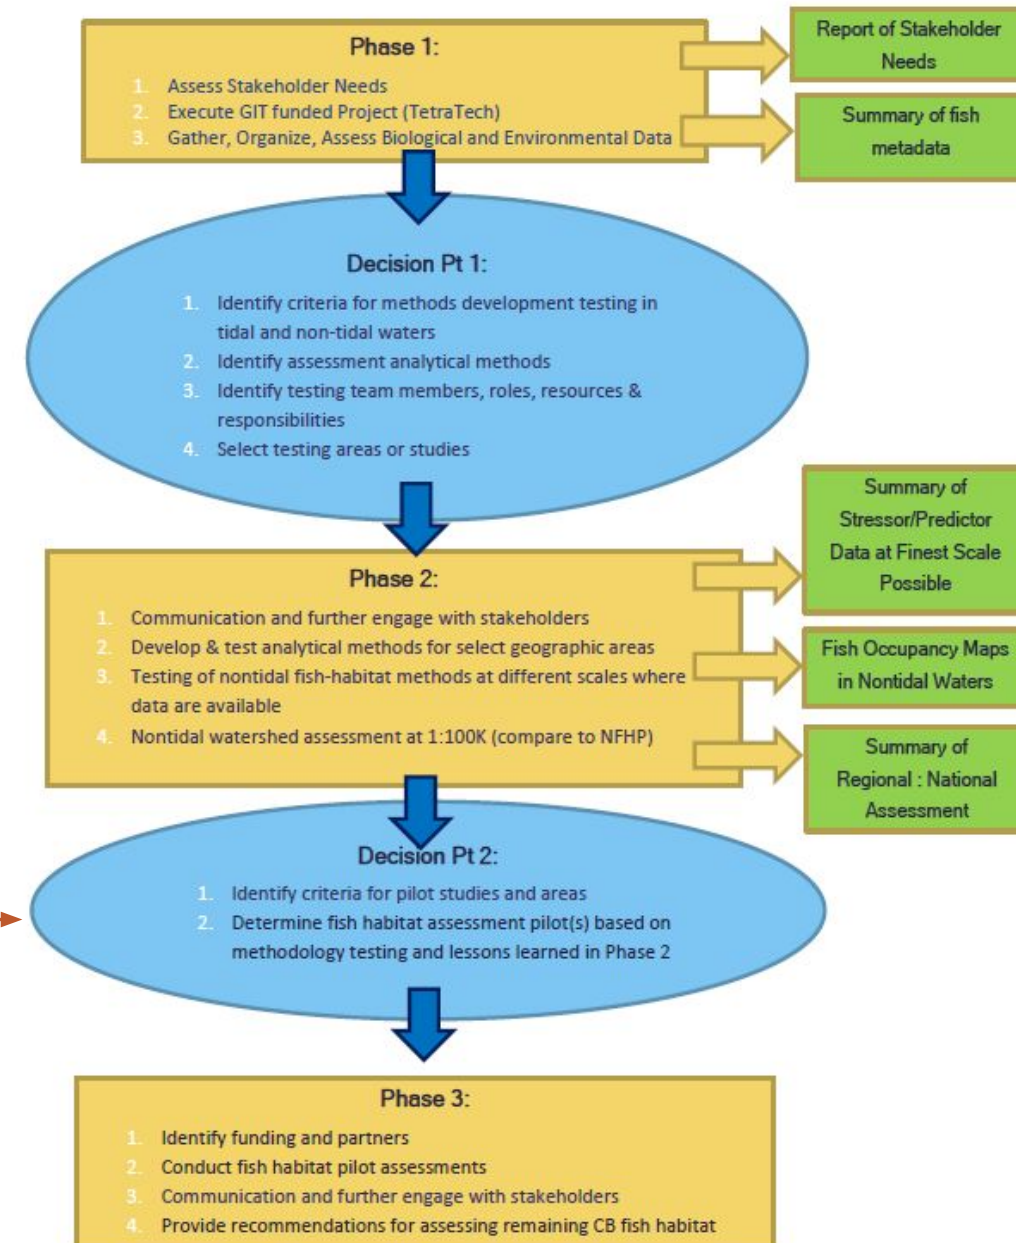 Phase 1:
1. Assess Stakeholder Needs
2. Execute GIT funded Project (TetraTech)
3. Gather, Organize, Assess Biological and Environmental Data
Report of Stakeholder
Needs
Summary of fish
metadata
Decision Pt 1:
1. Identify criteria for methods development testing in
tidal and non-tidal waters
2. Identify assessment analytical methods
3. Identify testing team members, roles, resources &
responsibilities
4. Select testing areas or studies
Phase 2:
1. Communication and further engage with stakeholders
2. Develop & test analytical methods for select geographic areas
3. Testing of nontidal fish-habitat methods at different scales where
data are available
4. Nontidal watershed assessment at 1:100K (compare to NFHP)
Summary of
Stressor/Predictor
Data at Finest Scale
Possible
Fish Occupancy Maps
in Nontidal Waters
Summary of
Regional : National
Assessment
Decision Pt 2:
1. Identify criteria for pilot studies and areas
2. Determine fish habitat assessment pilot(s) based on
methodology testing and lessons learned in Phase 2
Phase 3:
1. Identify funding and partners
2. Conduct fish habitat pilot assessments
3. Communication and further engage with stakeholders
4. Provide recommendations for assessing remaining CB fish habitat